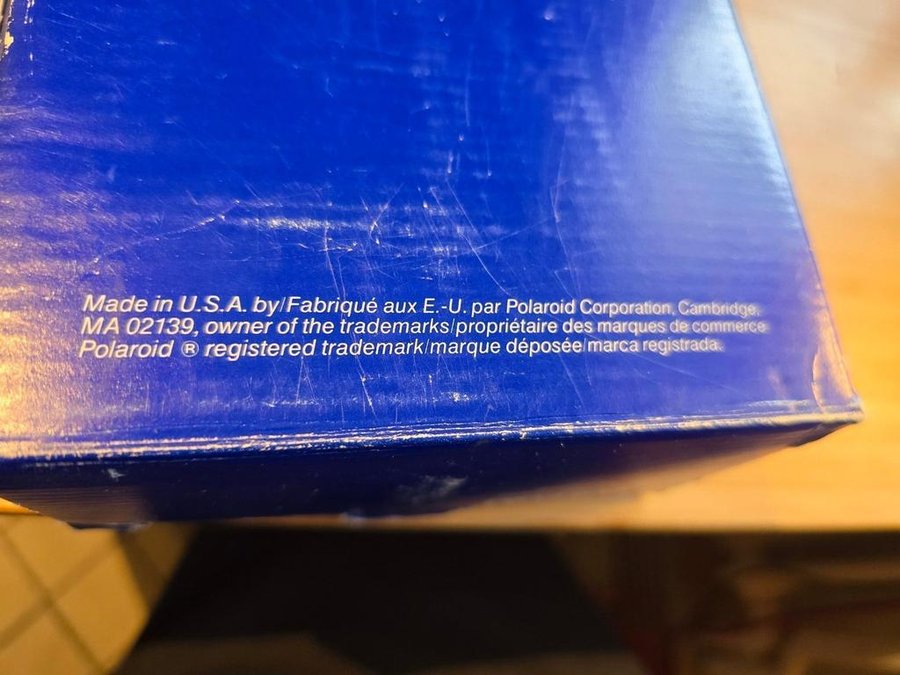 Made in U.S.A. by/Fabriqué aux E.-U. par Polaroid Corporation, Cambridge,
MA 02139, owner of the trademarks/propriétaire des marques de commerce
Polaroid ® registered trademark/marque déposée/marca registrada.